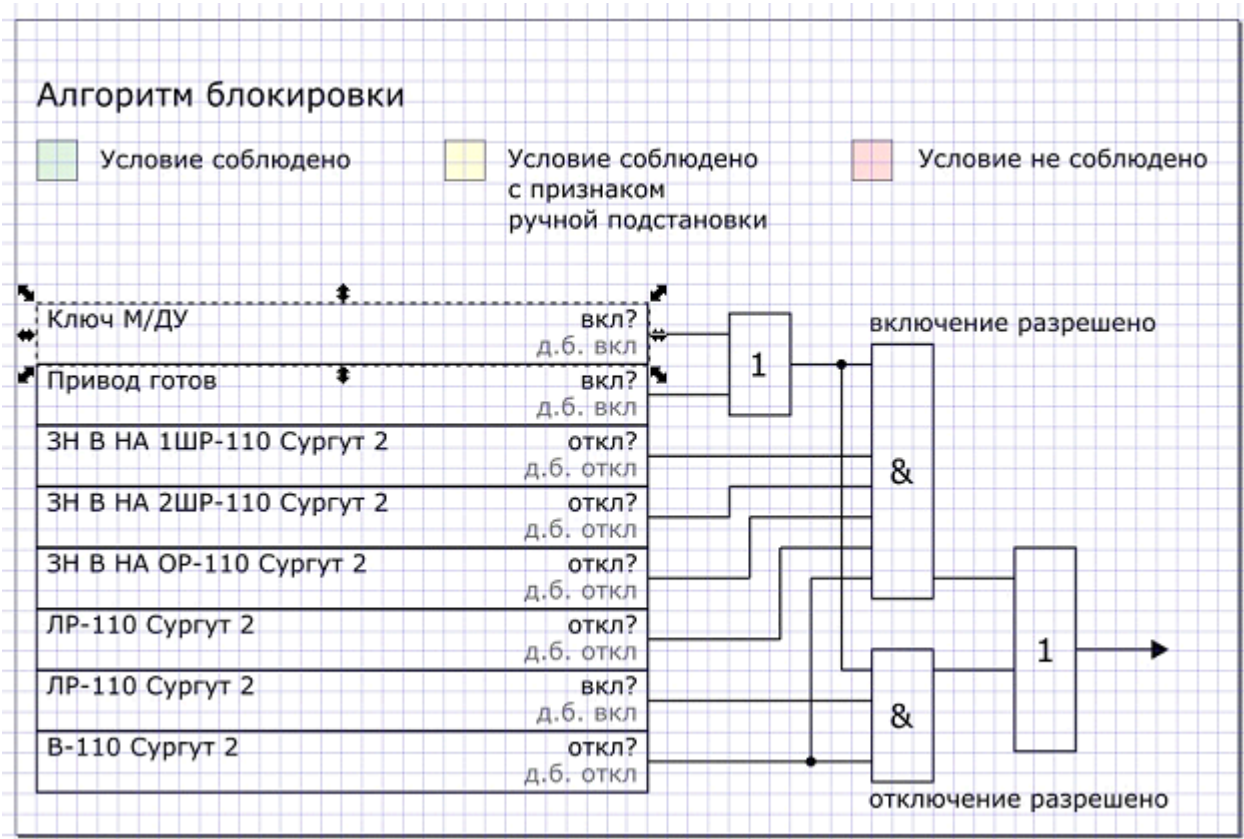 Алгоритм блокировки
Условие соблюдено
Условие соблюдено
с признаком
ручной подстановки
Условие не соблюдено
Ключ М/ДУ вкл?
д.б. вкл
Привод готов вкл?
д.б. вкл
ЗН В НА 1ШР-110 Сургут 2 откл?
д.б. откл
ЗН В НА 2ШР-110 Сургут 2 откл?
д.б. откл
ЗН В НА ОР-110 Сургут 2 откл?
д.б. откл
ЛР-110 Сургут 2 откл?
д.б. откл
ЛР-110 Сургут 2 вкл?
д.б. вкл
В-110 Сургут 2 откл?
д.б. откл
1
включение разрешено
&
1
&
отключение разрешено